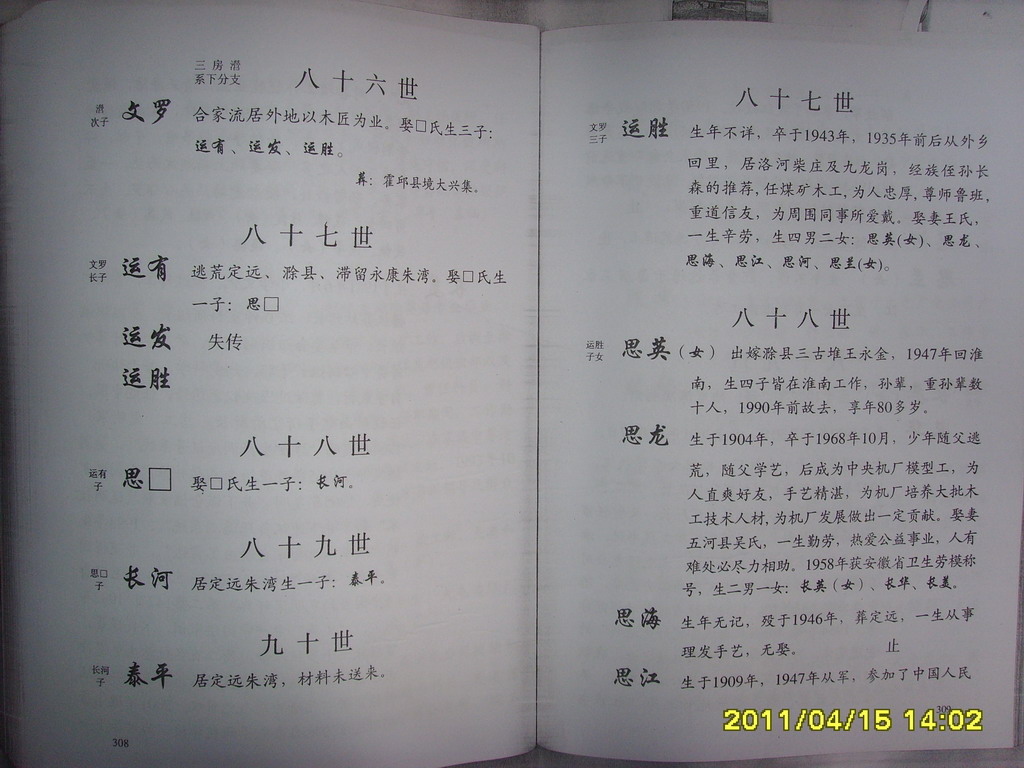 三房溍
系下分支
八十六世
溍
次子
文罗
合家流居外地以木匠为业。娶□氏生三子：
运有、运发、运胜。
葬：霍邱县境大兴集。
八十七世
文罗
长子
运有
逃荒定远、滁县、滞留永康朱湾。娶□氏生
一子：思□
运发 失传
运胜
八十八世
运有
子
思□
娶□氏生一子：长河。
八十九世
思□
子
长河
居定远朱湾生一子：泰平。
九十世
长河
子
泰平
居定远朱湾，材料未送来。
308
八十七世
文罗
三子
运胜
生年不详，卒于1943年，1935年前后从外乡
回里，居洛河柴庄及九龙岗，经族侄孙长
森的推荐，任煤矿木工，为人忠厚，尊师鲁班，
重道信友，为周围同事所爱戴。娶妻王氏，
一生辛劳，生四男二女：思英(女)、思龙、
思海、思江、思河、思兰(女)。
八十八世
运胜
子女
思英（女）出嫁滁县三古堆王永金，1947年回淮
南，生四子皆在淮南工作，孙辈，重孙辈数
十人，1990年前故去，享年80多岁。
思龙 生于1904年，卒于1968年10月，少年随父逃
荒，随父学艺，后成为中央机厂模型工，为
人直爽好友，手艺精湛，为机厂培养大批木
工技术人材，为机厂发展做出一定贡献。娶妻
五河县吴氏，一生勤劳，热爱公益事业，人有
难处必尽力相助。1958年获安徽省卫生劳模称
号，生二男一女：长英（女）、长华、长美。
思海 生年无记，殁于1946年，葬定远，一生从事
理发手艺，无娶。 止
思江 生于1909年，1947年从军，参加了中国人民
309
2011/04/15 14:02